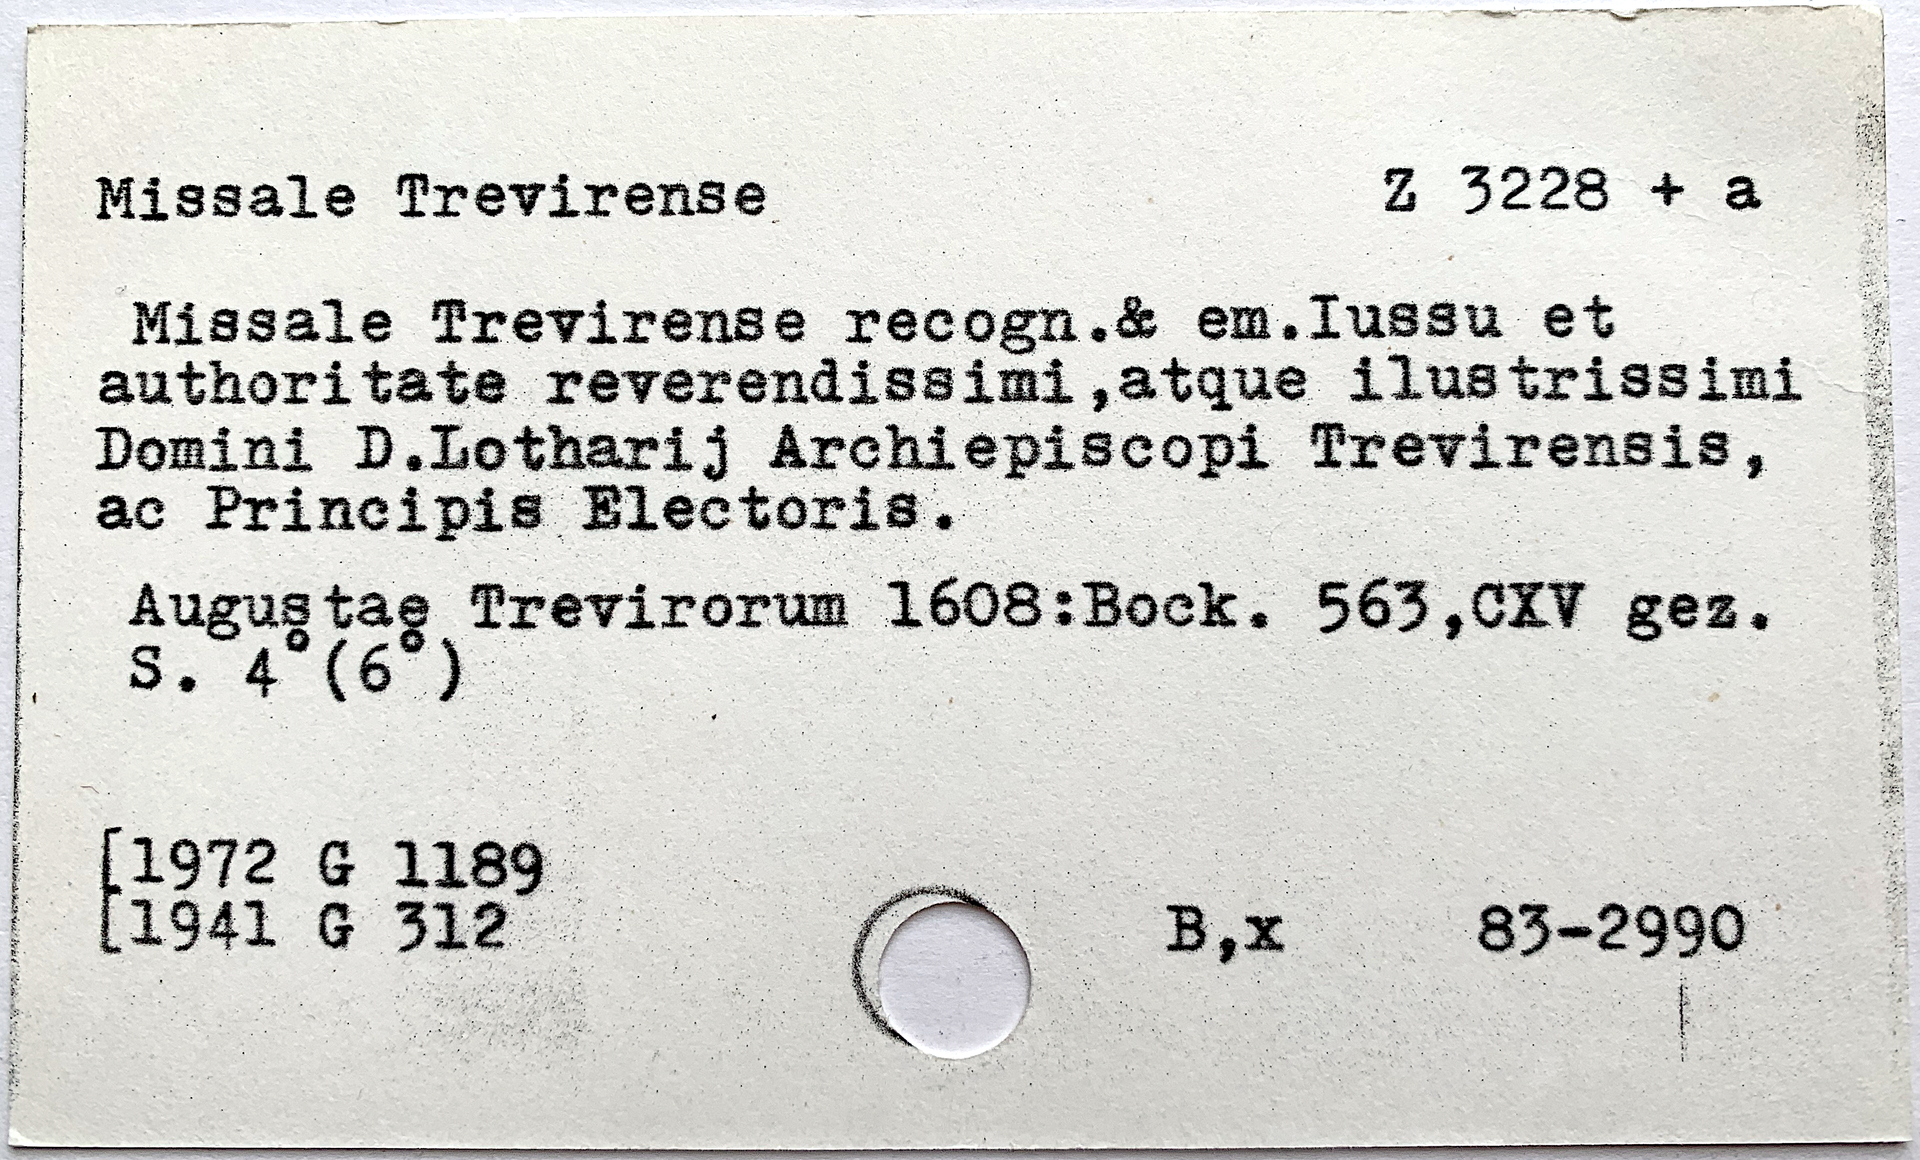 Missale Trevirense Z 3228 + a
Missale Trevirense recogn.& em.Iussu et
authoritate reverendissimi,atque ilustrissimi
Domini D.Lotharij Archiepiscopi Trevirensis,
ac Principis Electoris.
Augustae Trevirorum 1608:Bock. 563,CXV gez.
S. 4°(6°)
[1972 G 1189
[1941 G 312 B,x 83-2990